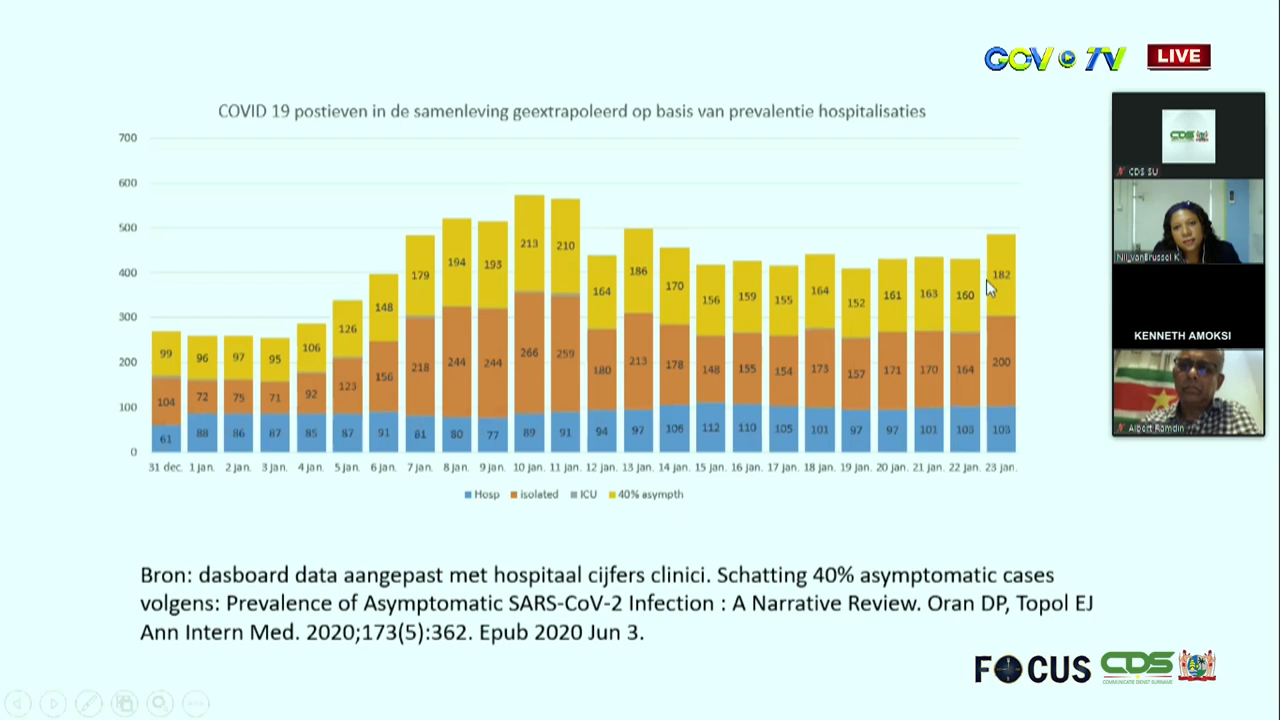 GOV TV
LIVE
COVID 19 postieven in de samenleving geextrapoleerd op basis van prevalentie hospitalisaties
700
600
500
400
300
200
100
0
99 96 97 95 106 126 148 179 194 193 213 210 164 186 170 156 159 155 164 152 161 163 160 182
104 72 75 71 92 123 156 218 244 244 266 259 180 213 178 148 155 154 173 157 171 170 164 200
61 88 86 87 85 87 91 81 80 77 89 91 94 97 106 112 110 105 101 97 97 101 103 103
31 dec. 1 jan. 2 jan. 3 jan. 4 jan. 5 jan. 6 jan. 7 jan. 8 jan. 9 jan. 10 jan. 11 jan. 12 jan. 13 jan. 14 jan. 15 jan. 16 jan. 17 jan. 18 jan. 19 jan. 20 jan. 21 jan. 22 jan. 23 jan.
Hosp isolated ICU 40% asympth
CDS
CDS SU
Nil_vanBrussel K
KENNETH AMOKSI
Albert Ramdin
Bron: dasboard data aangepast met hospitaal cijfers clinici. Schatting 40% asymptomatic cases
volgens: Prevalence of Asymptomatic SARS-CoV-2 Infection : A Narrative Review. Oran DP, Topol EJ
Ann Intern Med. 2020;173(5):362. Epub 2020 Jun 3.
FOCUS CDS
COMMUNICATIE DIENST SURINAME